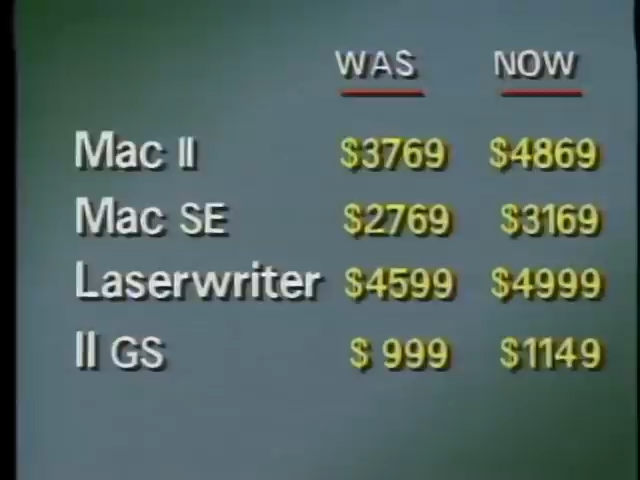 WAS NOW
Mac II $3769 $4869
Mac SE $2769 $3169
Laserwriter $4599 $4999
II GS $ 999 $1149